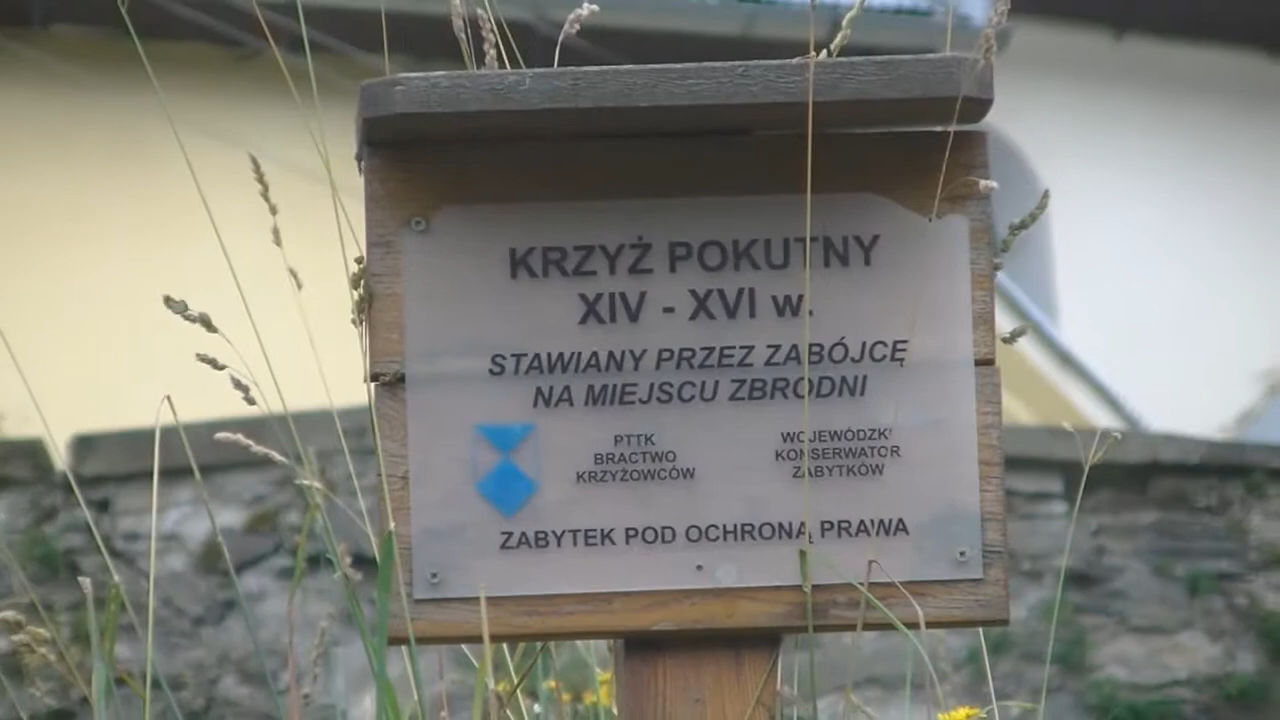 KRZYŻ POKUTNY
XIV - XVI w.
STAWIANY PRZEZ ZABÓJCĘ
NA MIEJSCU ZBRODNI
PTTK
BRACTWO
KRZYŻOWCÓW
WOJEWÓDZKI
KONSERWATOR
ZABYTKÓW
ZABYTEK POD OCHRONĄ PRAWA